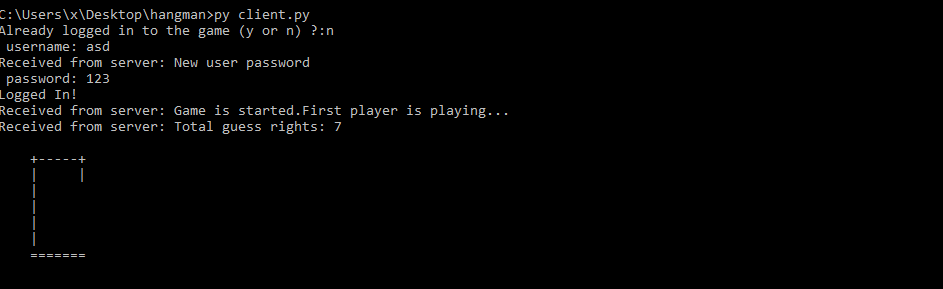 C:\Users\x\Desktop\hangman>py client.py
Already logged in to the game (y or n) ?:n
 username: asd
Received from server: New user password
 password: 123
Logged In!
Received from server: Game is started.First player is playing...
Received from server: Total guess rights: 7

    +-----+
    |     |
    |
    |
    |
    |
    =======